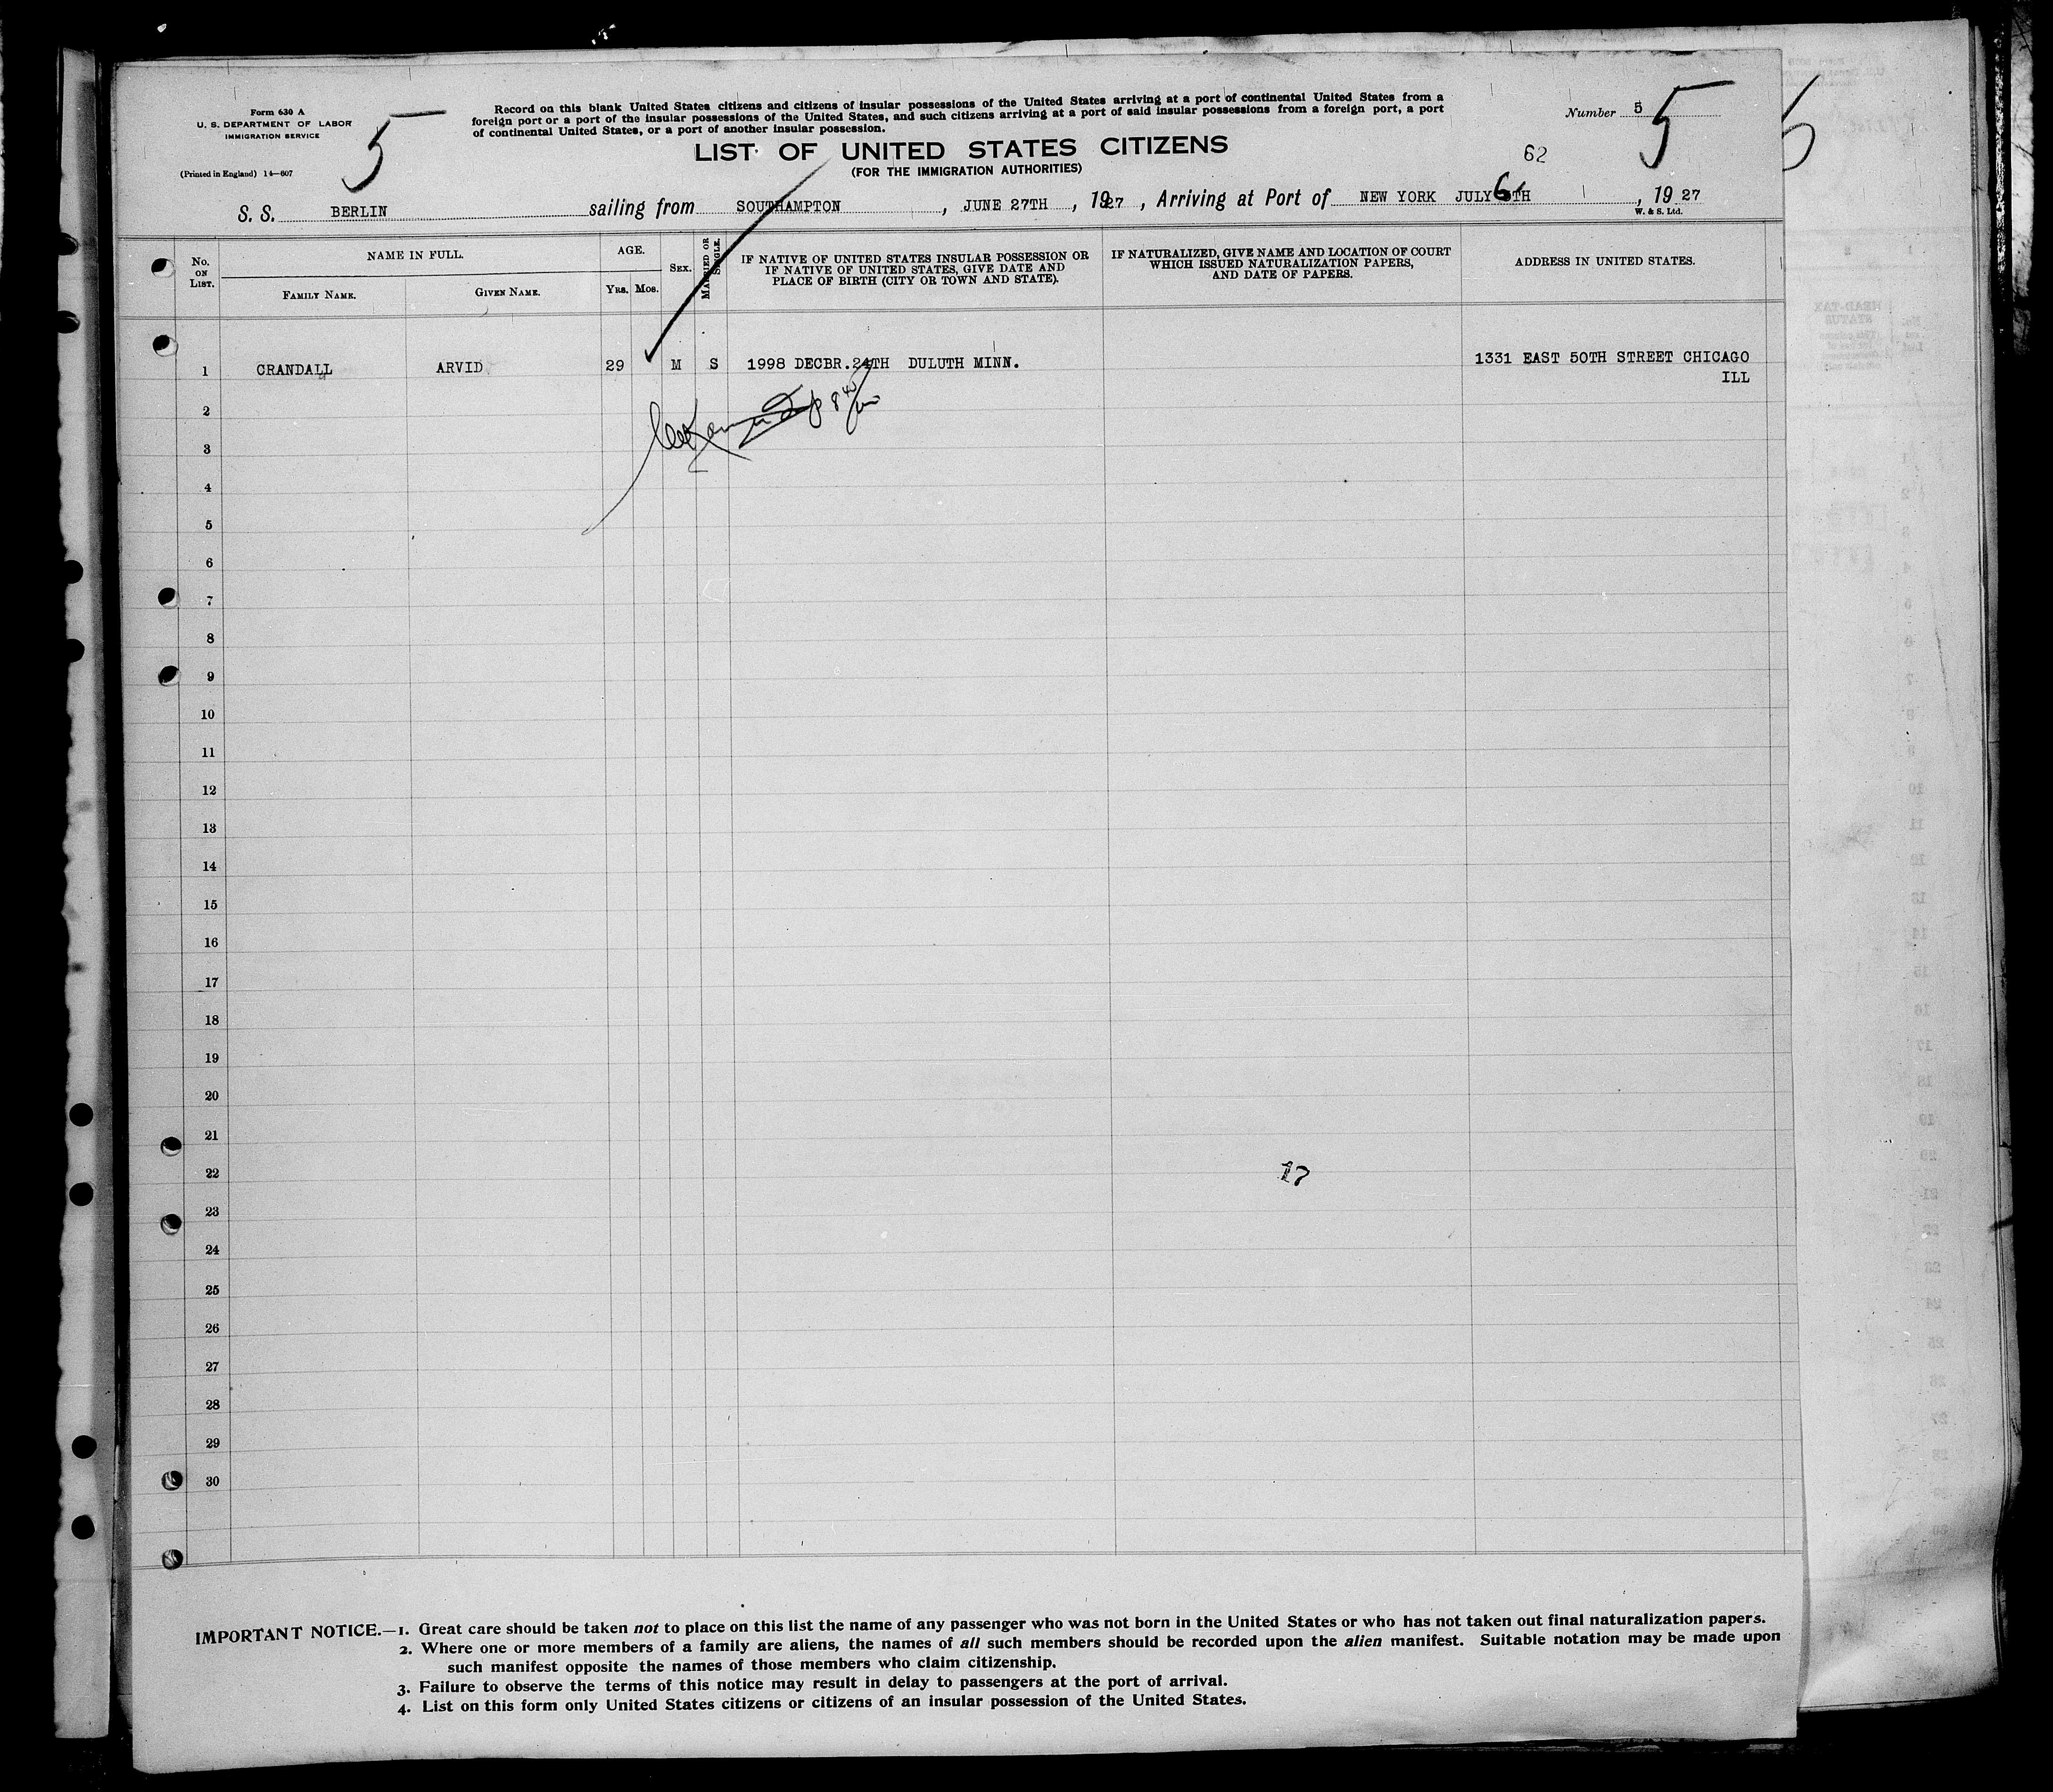 Form 630 A
U. S. DEPARTMENT OF LABOR
IMMIGRATION SERVICE
(Printed in England) 14—607
5
Record on this blank United States citizens and citizens of insular possessions of the United States arriving at a port of continental United States from a
foreign port or a port of the insular possessions of the United States, and such citizens arriving at a port of said insular possessions from a foreign port, a port
of continental United States, or a port of another insular possession.
Number 5
5
6
LIST OF UNITED STATES CITIZENS
(FOR THE IMMIGRATION AUTHORITIES)
62
S. S. BERLIN sailing from SOUTHAMPTON, JUNE 27TH, 1927, Arriving at Port of NEW YORK JULY 6TH, 1927
W. & S. Ltd.
No. ON LIST.
NAME IN FULL.
FAMILY NAME.
GIVEN NAME.
AGE.
YRS. MOS.
SEX.
MARRIED OR SINGLE.
IF NATIVE OF UNITED STATES INSULAR POSSESSION OR
IF NATIVE OF UNITED STATES, GIVE DATE AND
PLACE OF BIRTH (CITY OR TOWN AND STATE).
IF NATURALIZED, GIVE NAME AND LOCATION OF COURT
WHICH ISSUED NATURALIZATION PAPERS,
AND DATE OF PAPERS.
ADDRESS IN UNITED STATES.
1 CRANDALL ARVID 29 M S 1998 DECBR.24TH DULUTH MINN. 1331 EAST 50TH STREET CHICAGO
ILL
2
3
4
5
6
7
8
9
10
11
12
13
14
15
16
17
18
19
20
21
22
17
23
24
25
26
27
28
29
30
IMPORTANT NOTICE.—1. Great care should be taken not to place on this list the name of any passenger who was not born in the United States or who has not taken out final naturalization papers.
2. Where one or more members of a family are aliens, the names of all such members should be recorded upon the alien manifest. Suitable notation may be made upon
such manifest opposite the names of those members who claim citizenship.
3. Failure to observe the terms of this notice may result in delay to passengers at the port of arrival.
4. List on this form only United States citizens or citizens of an insular possession of the United States.